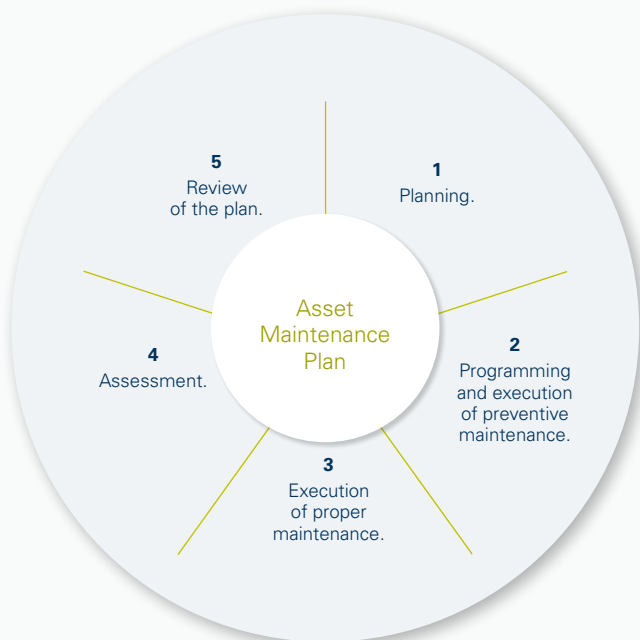 Asset
Maintenance
Plan
1
Planning.
2
Programming
and execution
of preventive
maintenance.
3
Execution
of proper
maintenance.
4
Assessment.
5
Review
of the plan.